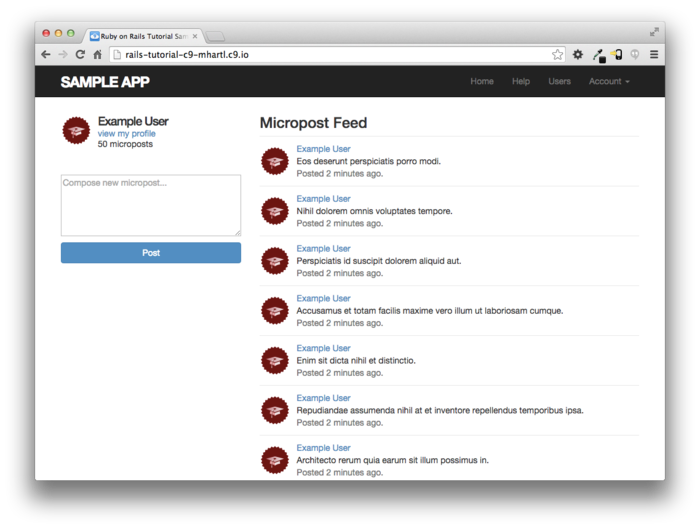 Ruby on Rails Tutorial Sam
rails-tutorial-c9-mhartl.c9.io
SAMPLE APP
Home
Help
Users
Account
Example User
view my profile
50 microposts
Compose new micropost...
Post
Micropost Feed
Example User
Eos deserunt perspiciatis porro modi.
Posted 2 minutes ago.
Example User
Nihil dolorem omnis voluptates tempore.
Posted 2 minutes ago.
Example User
Perspiciatis id suscipit dolorem aliquid aut.
Posted 2 minutes ago.
Example User
Accusamus et totam facilis maxime vero illum ut laboriosam cumque.
Posted 2 minutes ago.
Example User
Enim sit dicta nihil et distinctio.
Posted 2 minutes ago.
Example User
Repudiandae assumenda nihil at et inventore repellendus temporibus ipsa.
Posted 2 minutes ago.
Example User
Architecto rerum quia earum sit illum possimus in.
Posted 2 minutes ago.